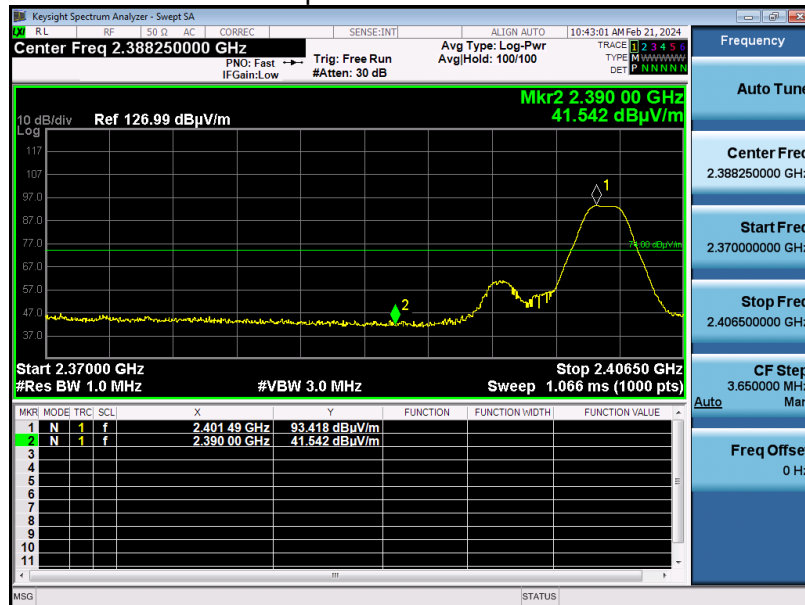 Keysight Spectrum Analyzer - Swept SA
LXI RL RF 50 Ω AC CORREC SENSE:INT ALIGN AUTO 10:43:01 AM Feb 21, 2024
Center Freq 2.388250000 GHz
PNO: Fast
IFGain:Low
Trig: Free Run
#Atten: 30 dB
Avg Type: Log-Pwr
Avg|Hold: 100/100
TRACE 1 2 3 4 5 6
TYPE M WWWWW
DET P N N N N N
Mkr2 2.390 00 GHz
41.542 dBµV/m
10 dB/div Ref 126.99 dBµV/m
Log
117
107
97.0
87.0
77.0
67.0
57.0
47.0
37.0
1
74.00 dBµV/m
2
Start 2.37000 GHz Stop 2.40650 GHz
#Res BW 1.0 MHz #VBW 3.0 MHz Sweep 1.066 ms (1000 pts)
MKR MODE TRC SCL X Y FUNCTION FUNCTION WIDTH FUNCTION VALUE
1 N 1 f 2.401 49 GHz 93.418 dBµV/m
2 N 1 f 2.390 00 GHz 41.542 dBµV/m
3
4
5
6
7
8
9
10
11
MSG STATUS
Frequency
Auto Tune
Center Freq
2.388250000 GHz
Start Freq
2.370000000 GHz
Stop Freq
2.406500000 GHz
CF Step
3.650000 MHz
Auto Man
Freq Offset
0 Hz